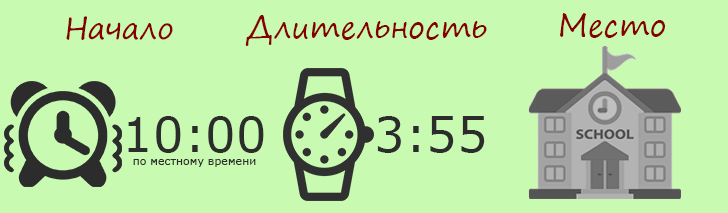 Начало
10:00
по местному времени
Длительность
3:55
Место
SCHOOL